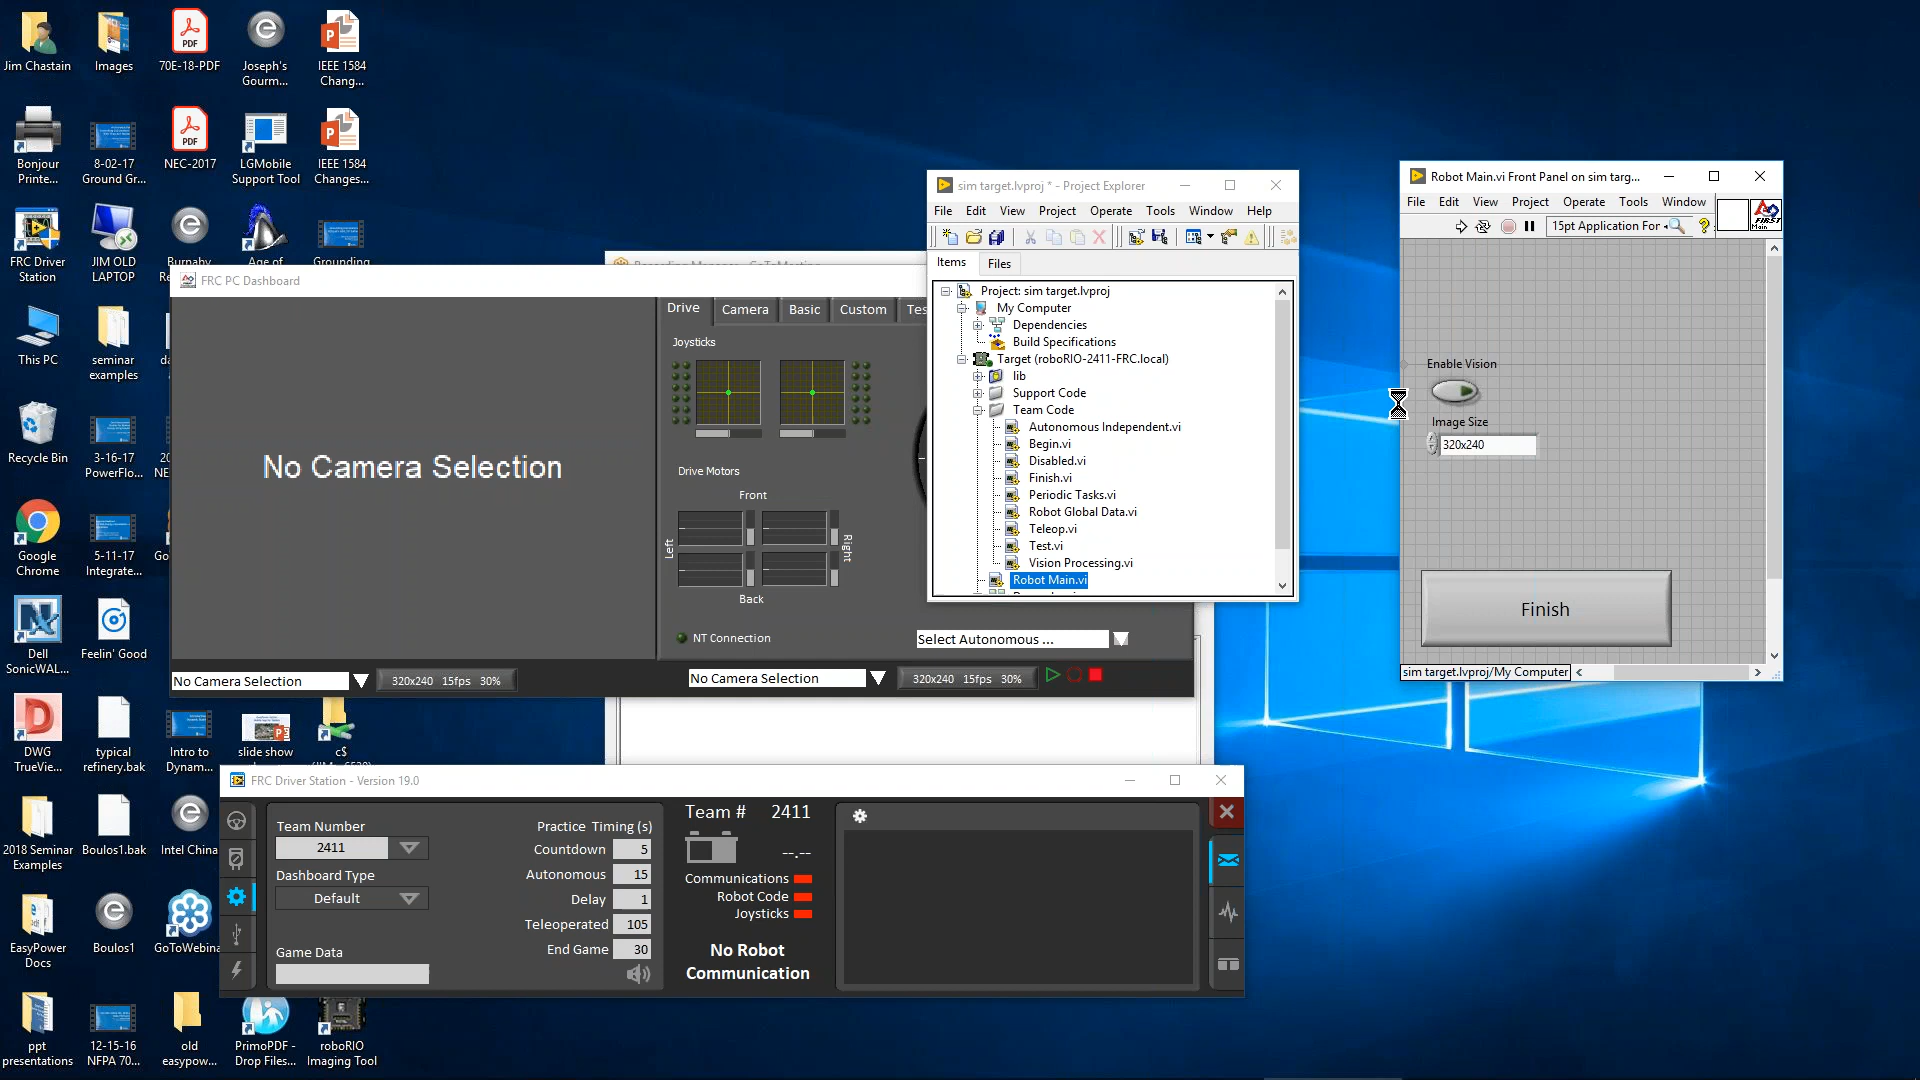 Jim Chastain
Images
70E-18-PDF
Joseph's
Gourm...
IEEE 1584
Chang...
Bonjour
Printe...
8-02-17
Ground Gr...
NEC-2017
LGMobile
Support Tool
IEEE 1584
Changes...
FRC Driver
Station
JIM OLD
LAPTOP
Burnaby
Age of
Grounding
This PC
seminar
examples
Recycle Bin
3-16-17
PowerFlo...
Google
Chrome
5-11-17
Integrate...
Dell
SonicWAL...
Feelin' Good
DWG
TrueVie...
typical
refinery.bak
Intro to
Dynam...
slide show
c$
2018 Seminar
Examples
Boulos1.bak
Intel China
EasyPower
Docs
Boulos1
GoToWebina
ppt
presentations
12-15-16
NFPA 70...
old
easypow...
PrimoPDF -
Drop Files...
roboRIO
Imaging Tool
FRC PC Dashboard
No Camera Selection
No Camera Selection
320x240 15fps 30%
Drive
Camera
Basic
Custom
Tes
Joysticks
Drive Motors
Front
Left
Right
Back
NT Connection
Select Autonomous ...
No Camera Selection
320x240 15fps 30%
sim target.lvproj * - Project Explorer
File Edit View Project Operate Tools Window Help
Items
Files
Project: sim target.lvproj
My Computer
Dependencies
Build Specifications
Target (roboRIO-2411-FRC.local)
lib
Support Code
Team Code
Autonomous Independent.vi
Begin.vi
Disabled.vi
Finish.vi
Periodic Tasks.vi
Robot Global Data.vi
Teleop.vi
Test.vi
Vision Processing.vi
Robot Main.vi
Robot Main.vi Front Panel on sim targ...
File Edit View Project Operate Tools Window
15pt Application For
FIRST
Main
Enable Vision
Image Size
320x240
Finish
sim target.lvproj/My Computer
FRC Driver Station - Version 19.0
Team Number
2411
Dashboard Type
Default
Game Data
Practice Timing (s)
Countdown 5
Autonomous 15
Delay 1
Teleoperated 105
End Game 30
Team # 2411
--.--
Communications
Robot Code
Joysticks
No Robot
Communication